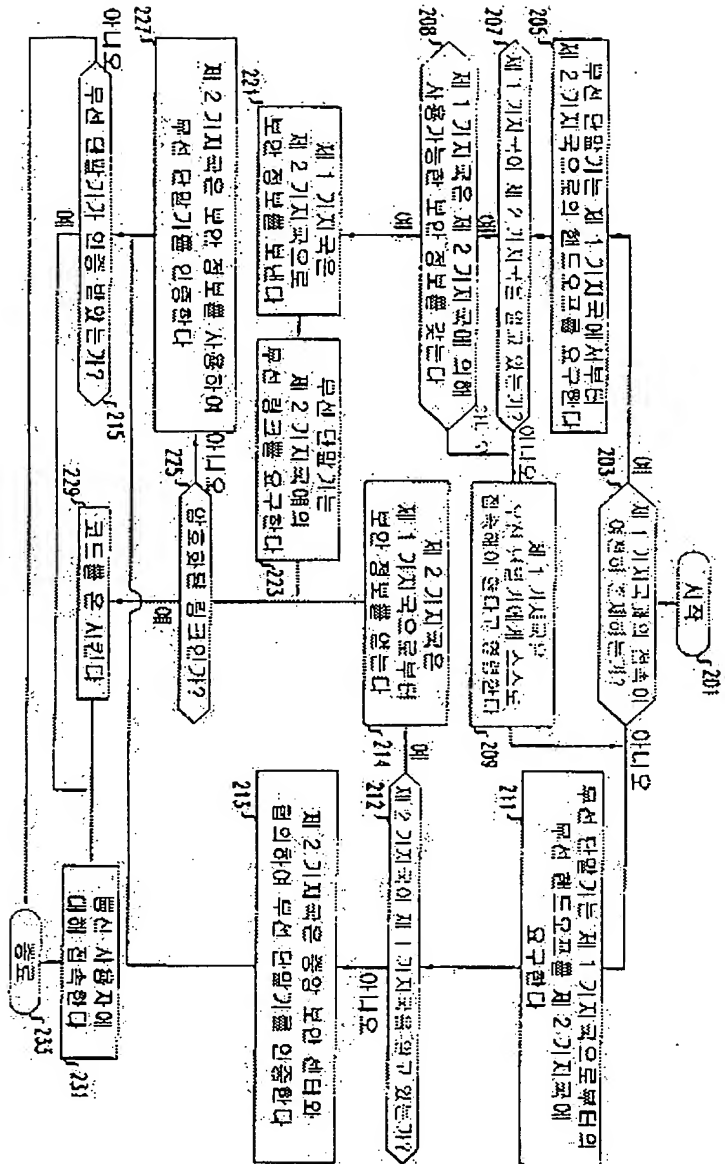 시작
201
203
제 1 기지국과의 접속이
여전히 존재하는가?
예
아니오
205
무선 단말기는 제 1 기지국에서부터
제 2 기지국으로의 핸드오프를 요구한다
211
무선 단말기는 제 1 기지국으로부터의
무선 핸드오프를 제 2 기지국에
요구한다
207
제 1 기지국이 제 2 기지국을 알고 있는가?
예
아니오
209
제 1 기지국은
무선 단말기에게 스스로
접속해야 한다고 명령한다
208
제 1 기지국은 제 2 기지국에 의해
사용가능한 보안 정보를 갖는다
예
아니오
212
제 2 기지국이 제 1 기지국을 알고 있는가?
예
아니오
214
제 2 기지국은
제 1 기지국으로부터
보안 정보를 얻는다
213
제 2 기지국은 중앙 보안 센터와
협의하여 무선 단말기를 인증한다
221
제 1 기지국은
제 2 기지국으로
보안 정보를 보낸다
무선 단말기는
제 2 기지국에의
무선 링크를 요구한다
223
225
암호화된 링크인가?
아니오
예
227
제 2 기지국은 보안 정보를 사용하여
무선 단말기를 인증한다
215
무선 단말기가 인증 받았는가?
아니오
예
229
코드를 온 시킨다
통신 사용자에
대해 접속한다
231
종료
233